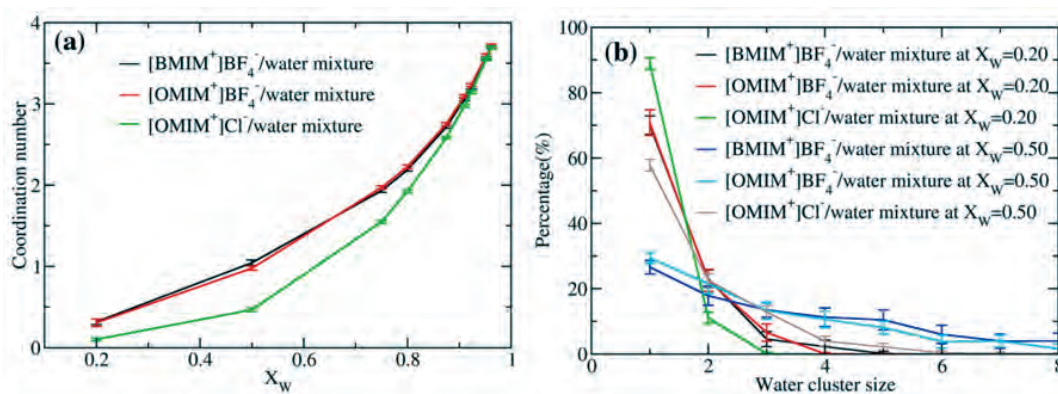 (a)
[BMIM⁺]BF₄⁻/water mixture
[OMIM⁺]BF₄⁻/water mixture
[OMIM⁺]Cl⁻/water mixture
Coordination number
4
3
2
1
0
0.2
0.4
0.6
0.8
1
X_W
(b)
[BMIM⁺]BF₄⁻/water mixture at X_W=0.20
[OMIM⁺]BF₄⁻/water mixture at X_W=0.20
[OMIM⁺]Cl⁻/water mixture at X_W=0.20
[BMIM⁺]BF₄⁻/water mixture at X_W=0.50
[OMIM⁺]BF₄⁻/water mixture at X_W=0.50
[OMIM⁺]Cl⁻/water mixture at X_W=0.50
Percentage(%)
100
80
60
40
20
0
0
2
4
6
8
Water cluster size